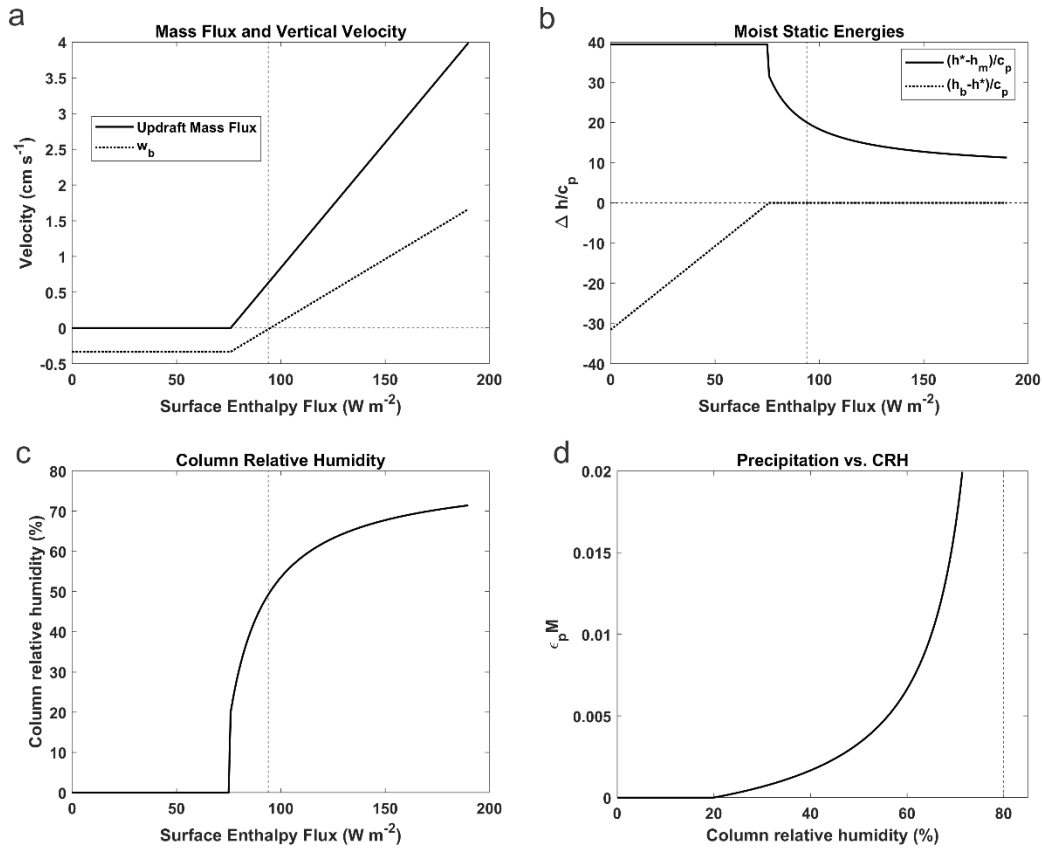 a
Mass Flux and Vertical Velocity
4
3.5
3
2.5
2
1.5
1
0.5
0
-0.5
Velocity (cm s-1)
Updraft Mass Flux
wb
0 50 100 150 200
Surface Enthalpy Flux (W m-2)
b
Moist Static Energies
40
30
20
10
0
-10
-20
-30
-40
Δ h/cp
(h*-hm)/cp
(hb-h*)/cp
0 50 100 150 200
Surface Enthalpy Flux (W m-2)
c
Column Relative Humidity
80
70
60
50
40
30
20
10
0
Column relative humidity (%)
0 50 100 150 200
Surface Enthalpy Flux (W m-2)
d
Precipitation vs. CRH
0.02
0.015
0.01
0.005
0
ϵpM
0 20 40 60 80
Column relative humidity (%)